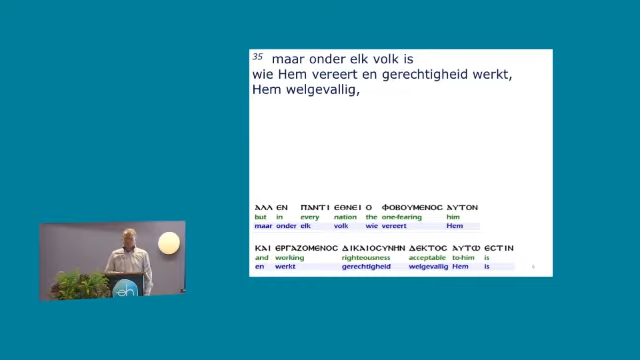 35 maar onder elk volk is
wie Hem vereert en gerechtigheid werkt,
Hem welgevallig,
ΑΛΛ ΕΝ ΠΑΝΤΙ ΕΘΝΕΙ Ο ΦΟΒΟΥΜΕΝΟϹ ΑΥΤΟΝ
but in every nation the one-fearing him
maar onder elk volk wie vereert Hem
ΚΑΙ ΕΡΓΑΖΟΜΕΝΟϹ ΔΙΚΑΙΟϹΥΝΗΝ ΔΕΚΤΟϹ ΑΥΤѠ ΕϹΤΙΝ
and working righteousness acceptable to-him is
en werkt gerechtigheid welgevallig Hem is
eh